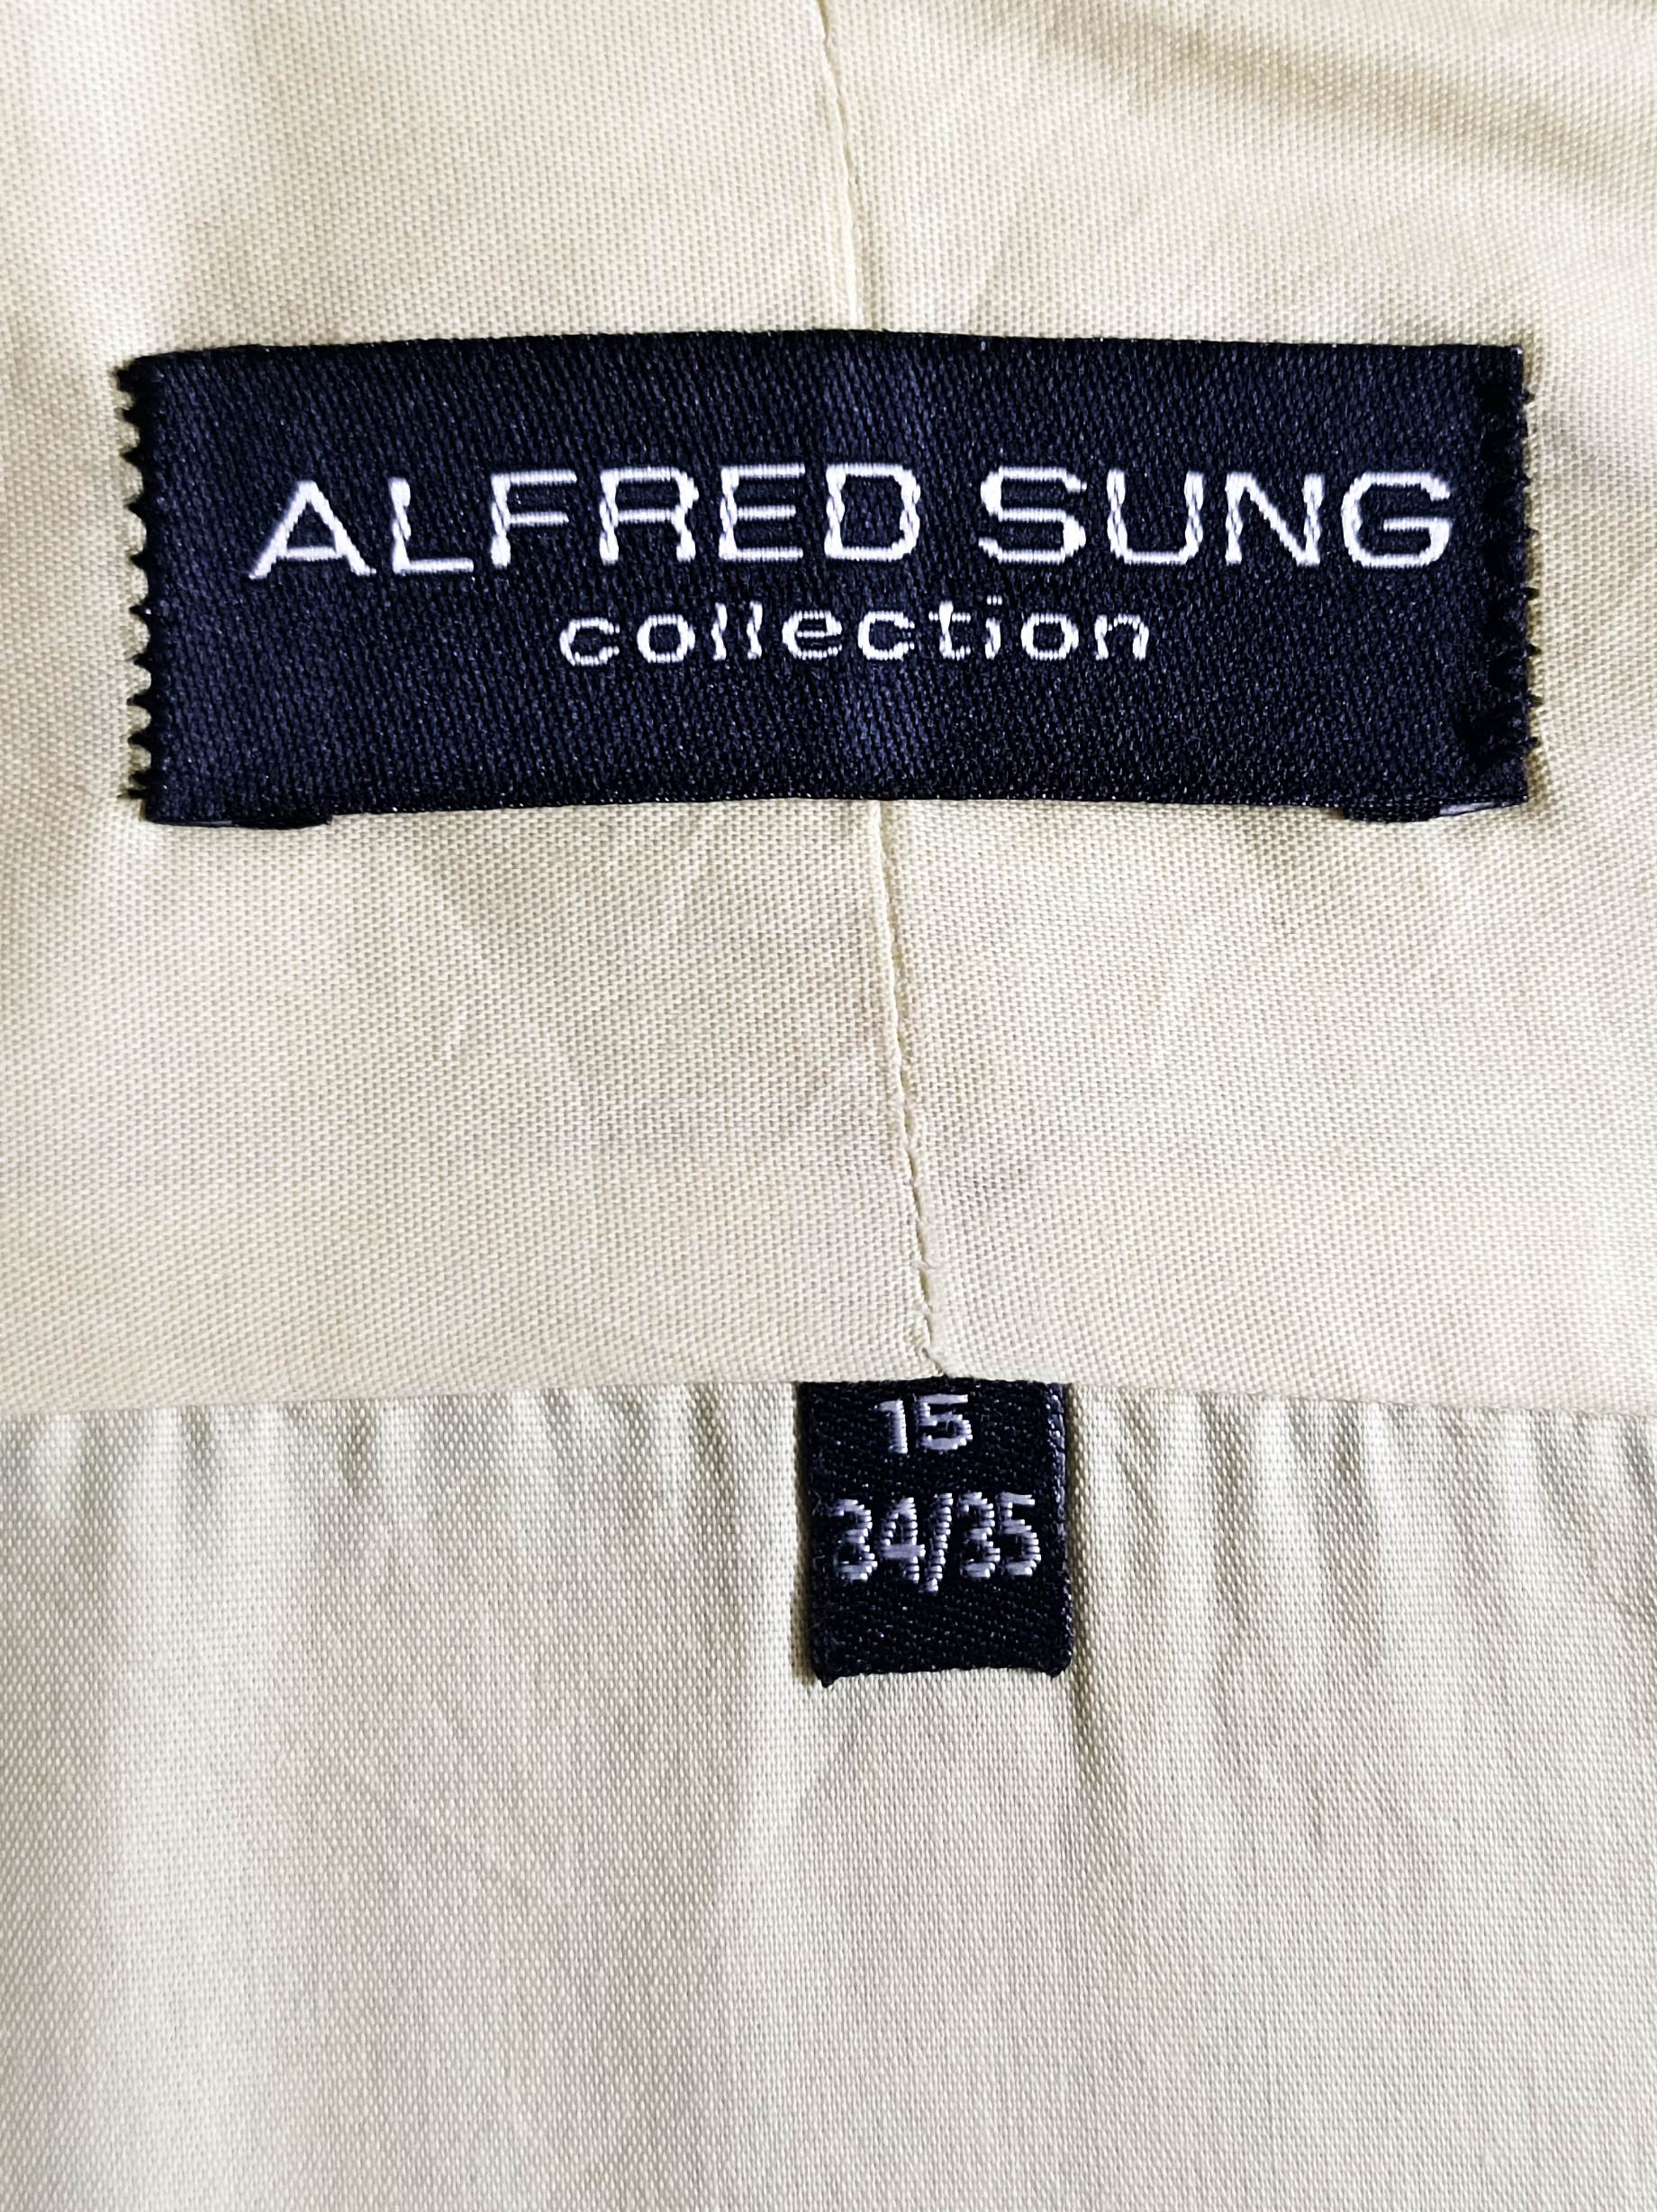 ALFRED SUNG
collection
15
34/35